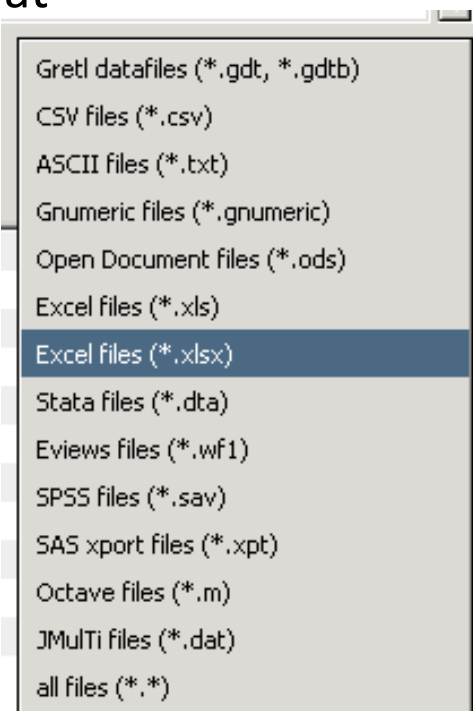 Gretl datafiles (*.gdt, *.gdtb)
CSV files (*.csv)
ASCII files (*.txt)
Gnumeric files (*.gnumeric)
Open Document files (*.ods)
Excel files (*.xls)
Excel files (*.xlsx)
Stata files (*.dta)
Eviews files (*.wf1)
SPSS files (*.sav)
SAS xport files (*.xpt)
Octave files (*.m)
JMulTi files (*.dat)
all files (*.*)